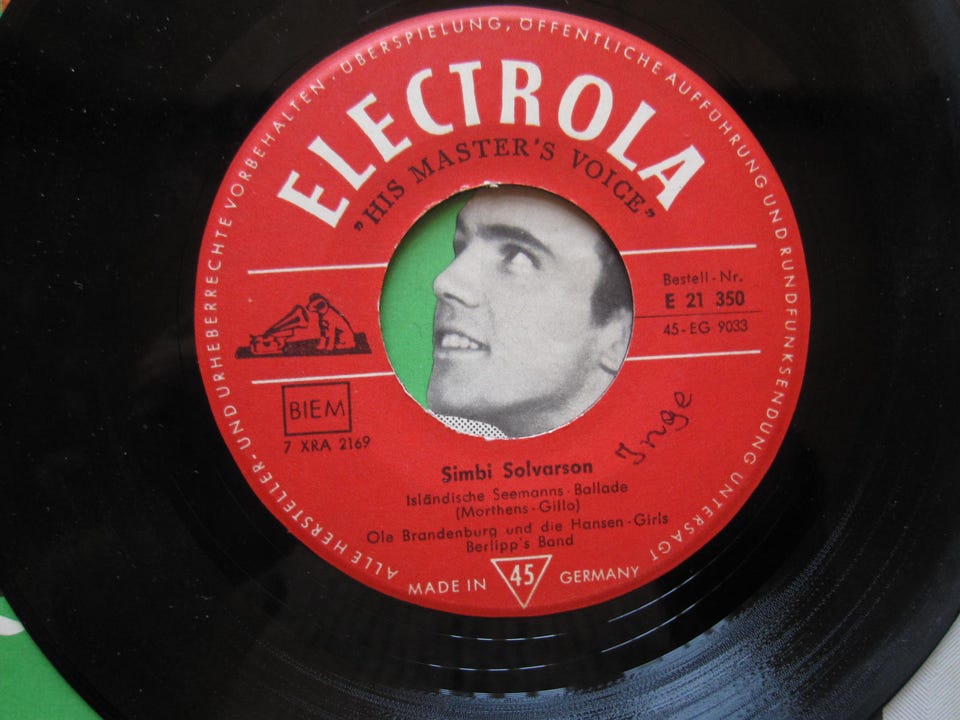 ALLE HERSTELLER- UND URHEBERRECHTE VORBEHALTEN · ÜBERSPIELUNG, ÖFFENTLICHE AUFFÜHRUNG UND RUNDFUNKSENDUNG UNTERSAGT
ELECTROLA
„HIS MASTER'S VOICE"
Bestell-Nr.
E 21 350
45-EG 9033
BIEM
7 XRA 2169
Inge
Simbi Solvarson
Isländische Seemanns-Ballade
(Morthens-Gillo)
Ole Brandenburg und die Hansen-Girls
Berlipp's Band
MADE IN 45 GERMANY